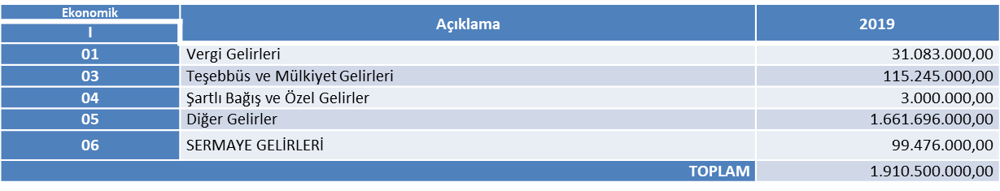 Ekonomik
I
Açıklama
2019
01 Vergi Gelirleri 31.083.000,00
03 Teşebbüs ve Mülkiyet Gelirleri 115.245.000,00
04 Şartlı Bağış ve Özel Gelirler 3.000.000,00
05 Diğer Gelirler 1.661.696.000,00
06 SERMAYE GELİRLERİ 99.476.000,00
TOPLAM 1.910.500.000,00